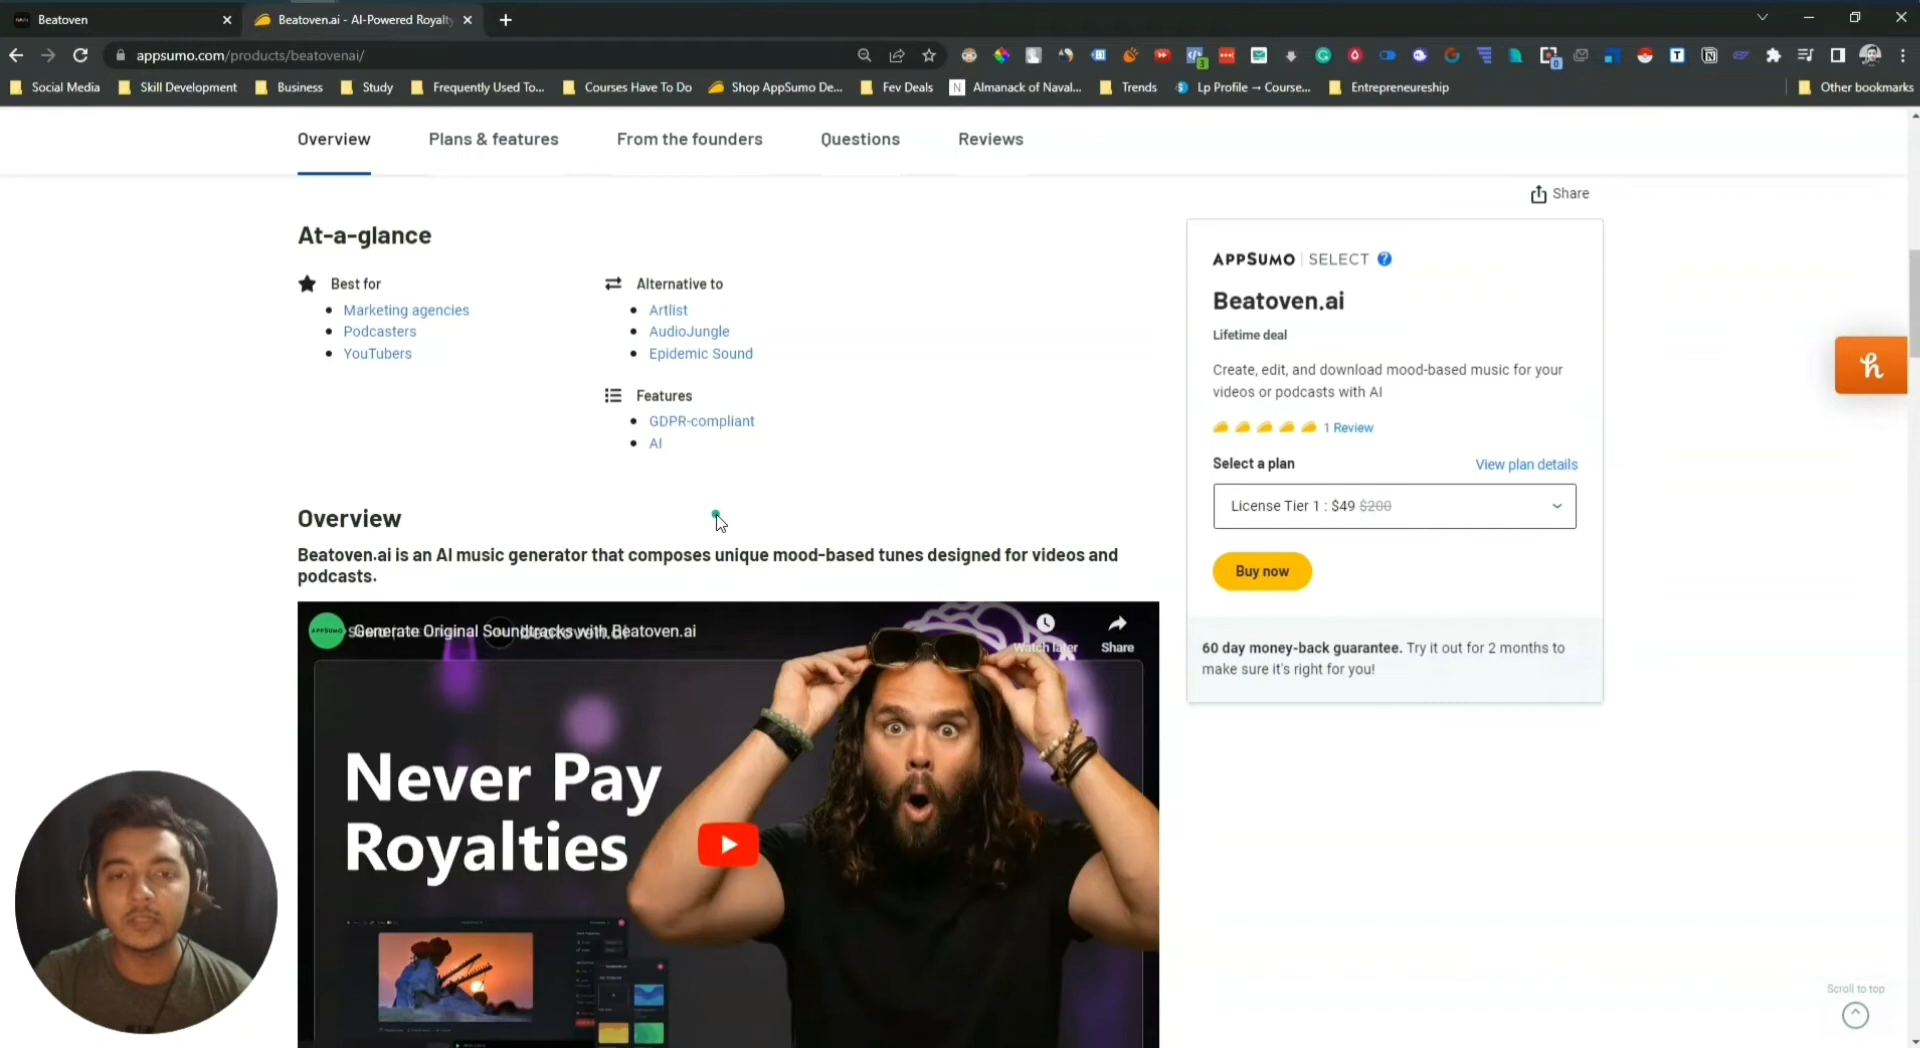 Beatoven
Beatoven.ai - AI-Powered Royalty
appsumo.com/products/beatovenai/
Social Media
Skill Development
Business
Study
Frequently Used To...
Courses Have To Do
Shop AppSumo De...
Fev Deals
Almanack of Naval...
Trends
Lp Profile → Course...
Entrepreneureship
Other bookmarks
Overview
Plans & features
From the founders
Questions
Reviews
Share
At-a-glance
Best for
Marketing agencies
Podcasters
YouTubers
Alternative to
Artlist
AudioJungle
Epidemic Sound
Features
GDPR-compliant
AI
APPSUMO | SELECT ?
Beatoven.ai
Lifetime deal
Create, edit, and download mood-based music for your
videos or podcasts with AI
1 Review
Select a plan
View plan details
License Tier 1 : $49 $200
Buy now
60 day money-back guarantee. Try it out for 2 months to
make sure it's right for you!
Overview
Beatoven.ai is an AI music generator that composes unique mood-based tunes designed for videos and
podcasts.
APPSUMO
Generate Original Soundtracks with Beatoven.ai
Watch later
Share
Never Pay
Royalties
Scroll to top